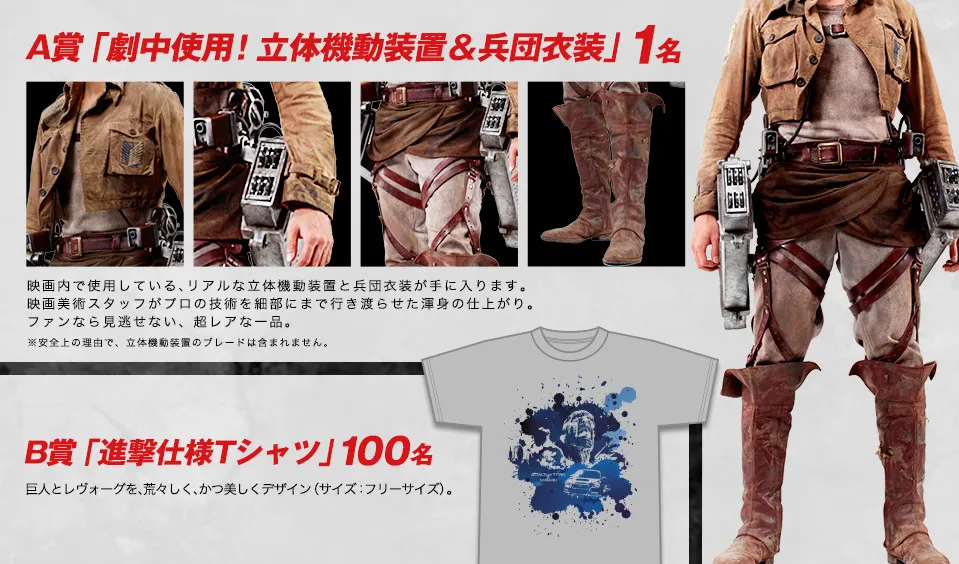 A賞「劇中使用! 立体機動装置&兵団衣装」1名
映画内で使用している、リアルな立体機動装置と兵団衣装が手に入ります。
映画美術スタッフがプロの技術を細部にまで行き渡らせた渾身の仕上がり。
ファンなら見逃せない、超レアな一品。
※安全上の理由で、立体機動装置のブレードは含まれません。
B賞「進撃仕様Tシャツ」100名
巨人とレヴォーグを、荒々しく、かつ美しくデザイン(サイズ:フリーサイズ)。